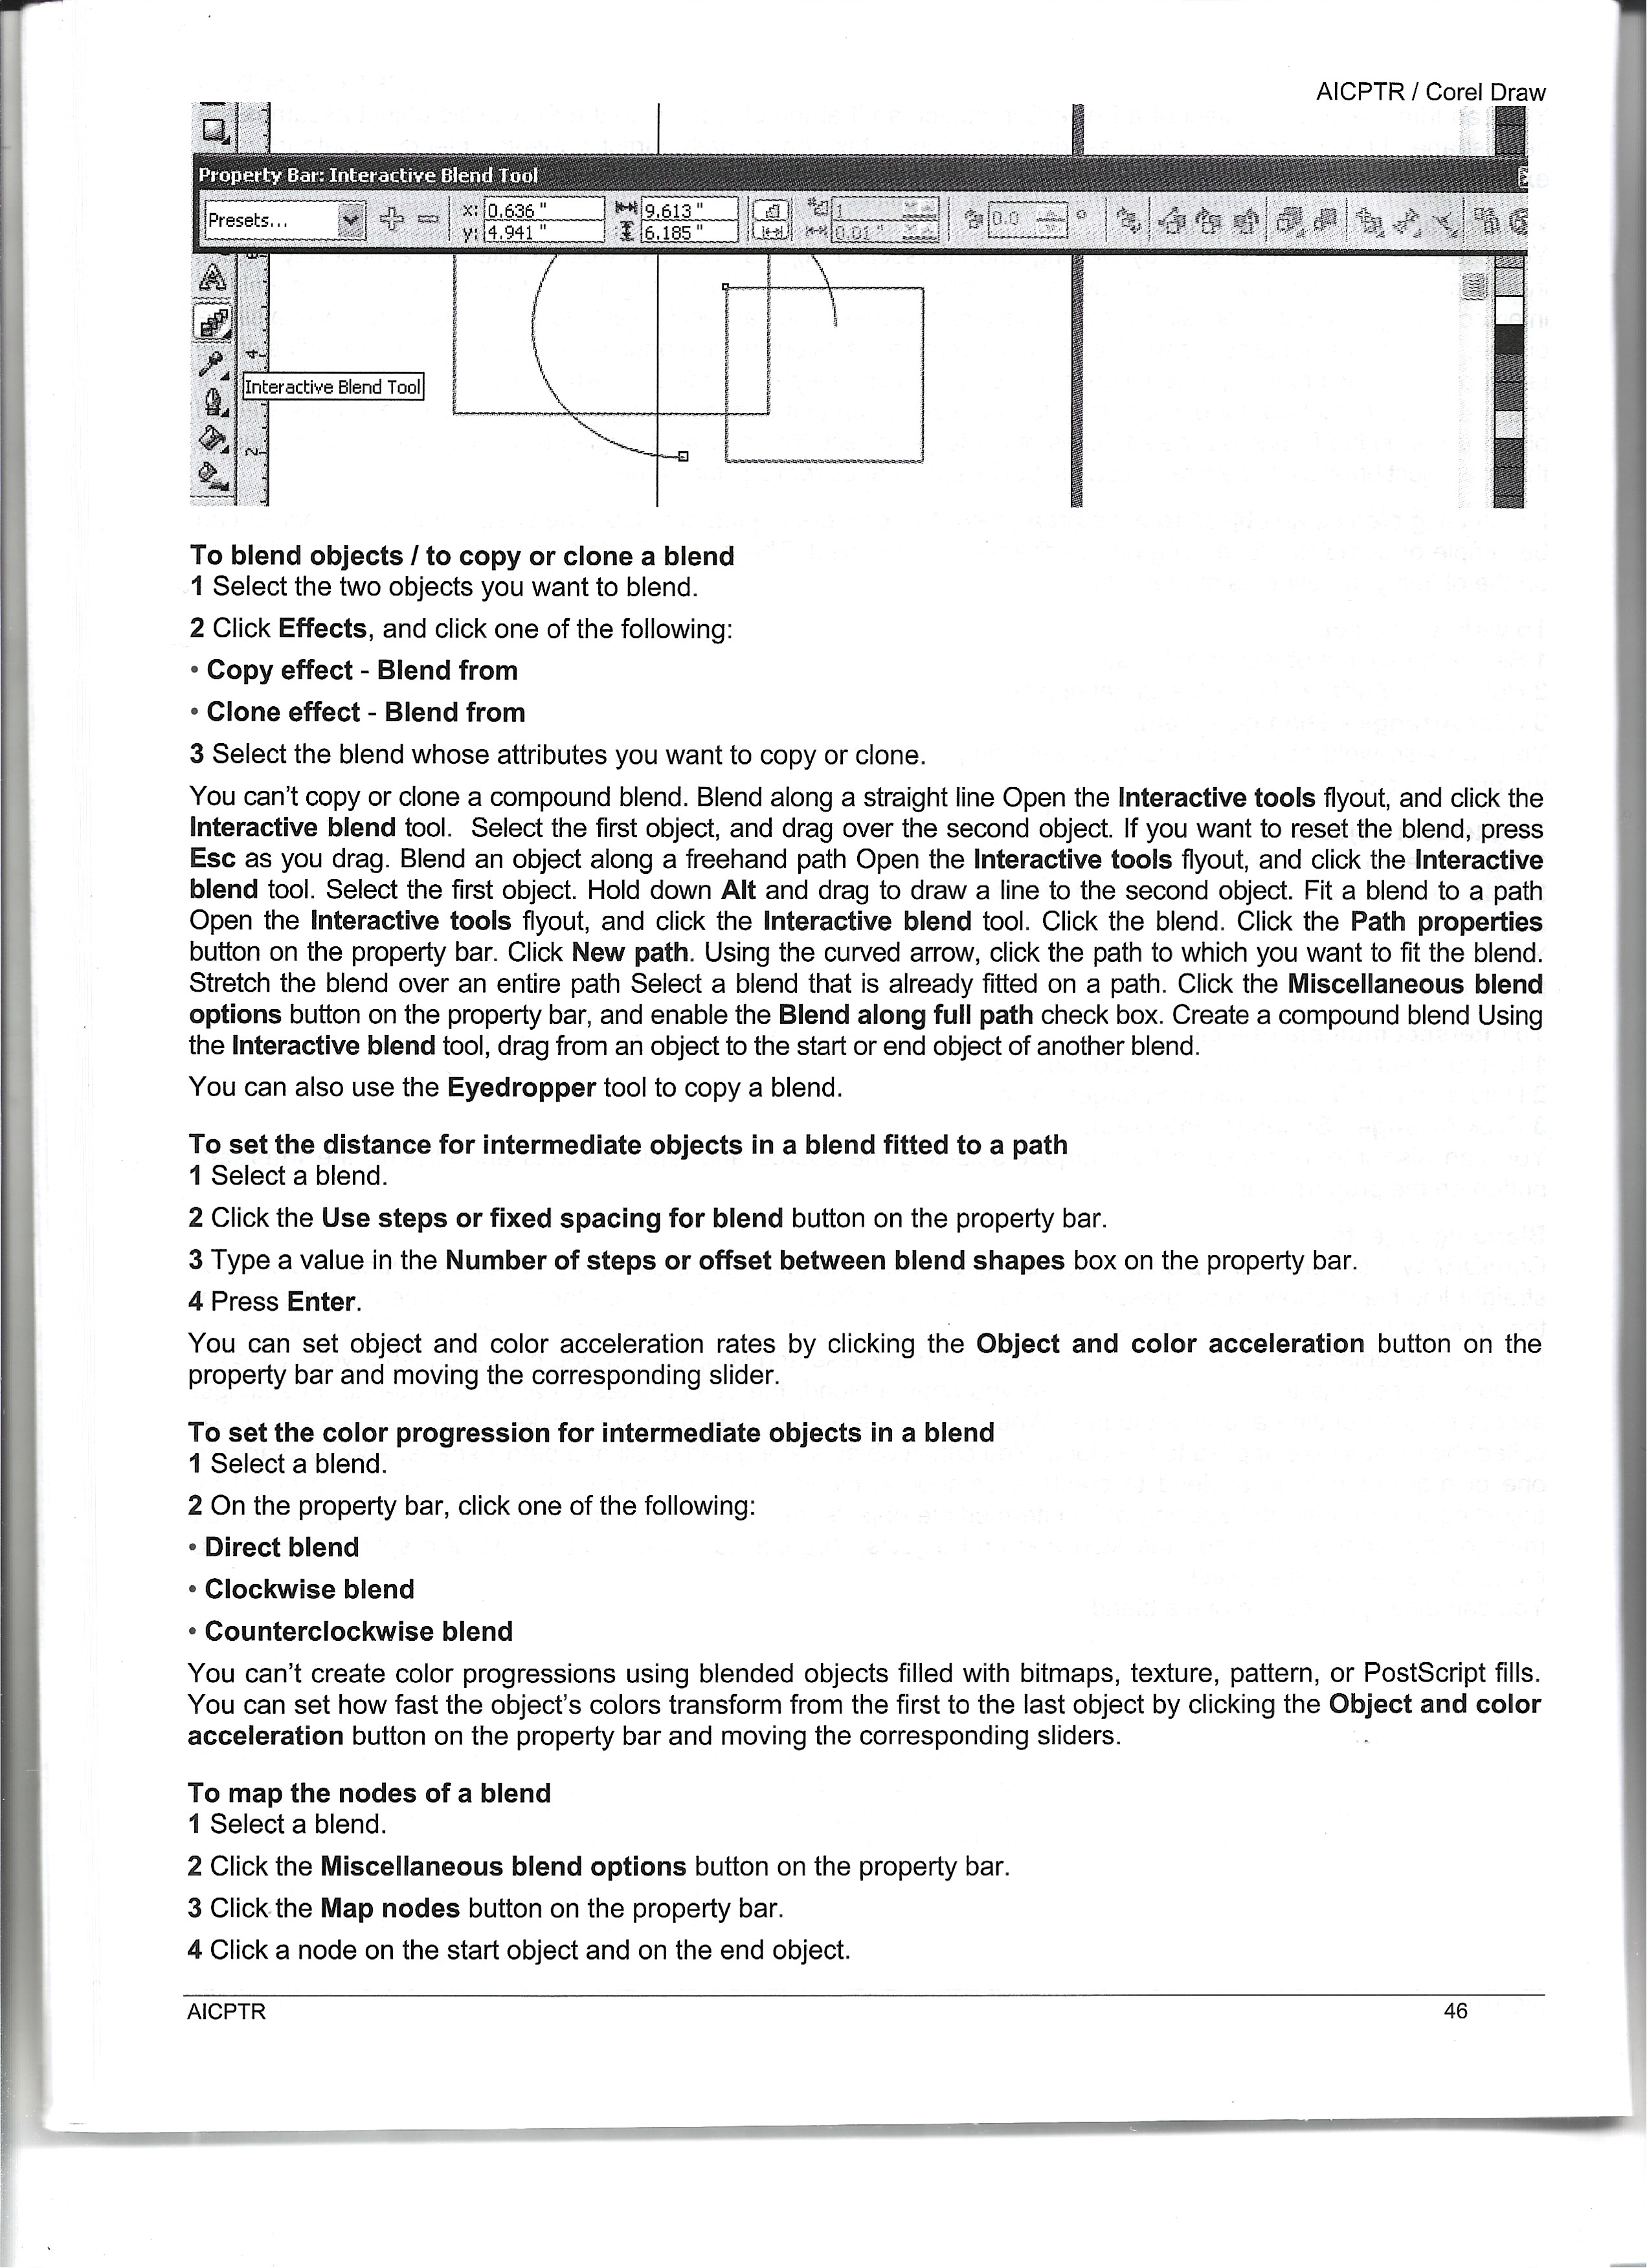 AICPTR / Corel Draw
Property Bar: Interactive Blend Tool
Presets...
x: 0.636 "
y: 4.941 "
9.613 "
6.185 "
1
0.01 "
0.0 °
4
2
Interactive Blend Tool
To blend objects / to copy or clone a blend
1 Select the two objects you want to blend.
2 Click Effects, and click one of the following:
• Copy effect - Blend from
• Clone effect - Blend from
3 Select the blend whose attributes you want to copy or clone.
You can't copy or clone a compound blend. Blend along a straight line Open the Interactive tools flyout, and click the
Interactive blend tool. Select the first object, and drag over the second object. If you want to reset the blend, press
Esc as you drag. Blend an object along a freehand path Open the Interactive tools flyout, and click the Interactive
blend tool. Select the first object. Hold down Alt and drag to draw a line to the second object. Fit a blend to a path
Open the Interactive tools flyout, and click the Interactive blend tool. Click the blend. Click the Path properties
button on the property bar. Click New path. Using the curved arrow, click the path to which you want to fit the blend.
Stretch the blend over an entire path Select a blend that is already fitted on a path. Click the Miscellaneous blend
options button on the property bar, and enable the Blend along full path check box. Create a compound blend Using
the Interactive blend tool, drag from an object to the start or end object of another blend.
You can also use the Eyedropper tool to copy a blend.
To set the distance for intermediate objects in a blend fitted to a path
1 Select a blend.
2 Click the Use steps or fixed spacing for blend button on the property bar.
3 Type a value in the Number of steps or offset between blend shapes box on the property bar.
4 Press Enter.
You can set object and color acceleration rates by clicking the Object and color acceleration button on the
property bar and moving the corresponding slider.
To set the color progression for intermediate objects in a blend
1 Select a blend.
2 On the property bar, click one of the following:
• Direct blend
• Clockwise blend
• Counterclockwise blend
You can't create color progressions using blended objects filled with bitmaps, texture, pattern, or PostScript fills.
You can set how fast the object's colors transform from the first to the last object by clicking the Object and color
acceleration button on the property bar and moving the corresponding sliders.
To map the nodes of a blend
1 Select a blend.
2 Click the Miscellaneous blend options button on the property bar.
3 Click the Map nodes button on the property bar.
4 Click a node on the start object and on the end object.
AICPTR 46